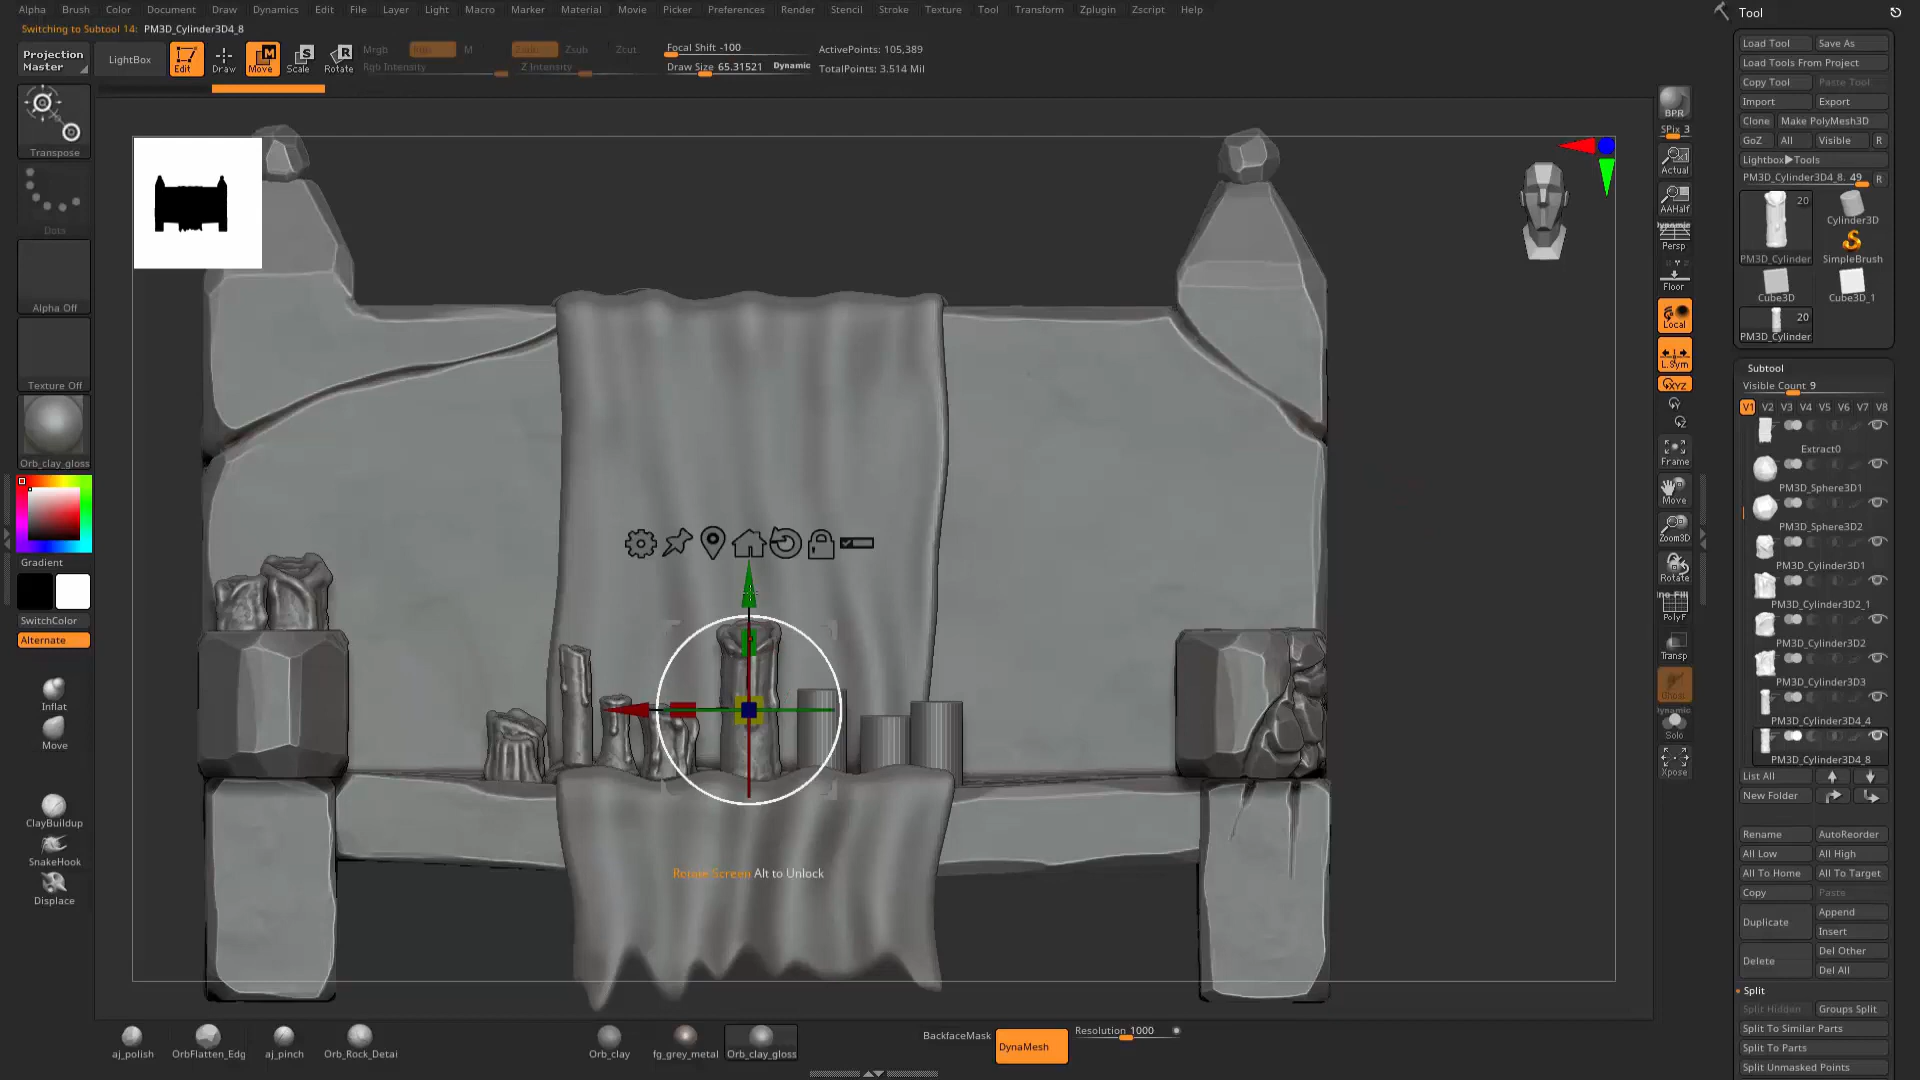 Alpha Brush Color Document Draw Dynamics Edit File Layer Light Macro Marker Material Movie Picker Preferences Render Stencil Stroke Texture Tool Transform Zplugin Zscript Help
Switching to Subtool 14: PM3D_Cylinder3D4_8
Projection Master
LightBox
Edit
Draw
Move
Scale
Rotate
Mrgb
Rgb
M
Rgb Intensity
Zadd
Zsub
Zcut
Z Intensity
Focal Shift -100
Draw Size 65.31521
Dynamic
ActivePoints: 105,389
TotalPoints: 3.514 Mil
Transpose
Dots
Alpha Off
Texture Off
Orb_clay_gloss
Gradient
SwitchColor
Alternate
Inflat
Move
ClayBuildup
SnakeHook
Displace
Rotate Screen Alt to Unlock
aj_polish
OrbFlatten_Edg
aj_pinch
Orb_Rock_Detai
Orb_clay
fg_grey_metal
Orb_clay_gloss
BackfaceMask
DynaMesh
Resolution 1000
BPR
SPix 3
Actual
AAHalf
Dynamic
Persp
Floor
Local
L.Sym
XYZ
Frame
Move
Zoom3D
Rotate
PolyF
Transp
Ghost
Dynamic
Solo
Xpose
Tool
Load Tool
Save As
Load Tools From Project
Copy Tool
Paste Tool
Import
Export
Clone
Make PolyMesh3D
GoZ
All
Visible
R
Lightbox▶Tools
PM3D_Cylinder3D4_8. 49
R
20
PM3D_Cylinder
Cylinder3D
SimpleBrush
Cube3D
Cube3D_1
20
PM3D_Cylinder
Subtool
Visible Count 9
V1 V2 V3 V4 V5 V6 V7 V8
Extract0
PM3D_Sphere3D1
PM3D_Sphere3D2
PM3D_Cylinder3D1
PM3D_Cylinder3D2_1
PM3D_Cylinder3D2
PM3D_Cylinder3D3
PM3D_Cylinder3D4_4
PM3D_Cylinder3D4_8
List All
New Folder
Rename
AutoReorder
All Low
All High
All To Home
All To Target
Copy
Paste
Duplicate
Append
Insert
Delete
Del Other
Del All
Split
Split Hidden
Groups Split
Split To Similar Parts
Split To Parts
Split Unmasked Points